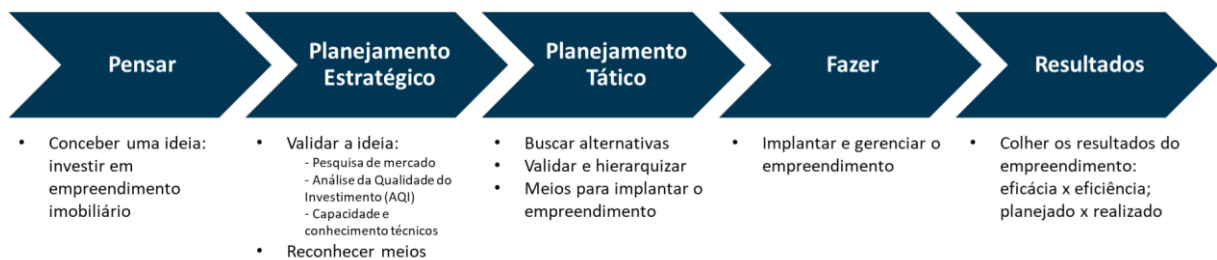 Pensar
Planejamento
Estratégico
Planejamento
Tático
Fazer
Resultados
• Conceber uma ideia:
investir em
empreendimento
imobiliário
• Validar a ideia:
- Pesquisa de mercado
- Análise da Qualidade do
Investimento (AQI)
- Capacidade e
conhecimento técnicos
• Reconhecer meios
• Buscar alternativas
• Validar e hierarquizar
• Meios para implantar o
empreendimento
• Implantar e gerenciar o
empreendimento
• Colher os resultados do
empreendimento:
eficácia x eficiência;
planejado x realizado